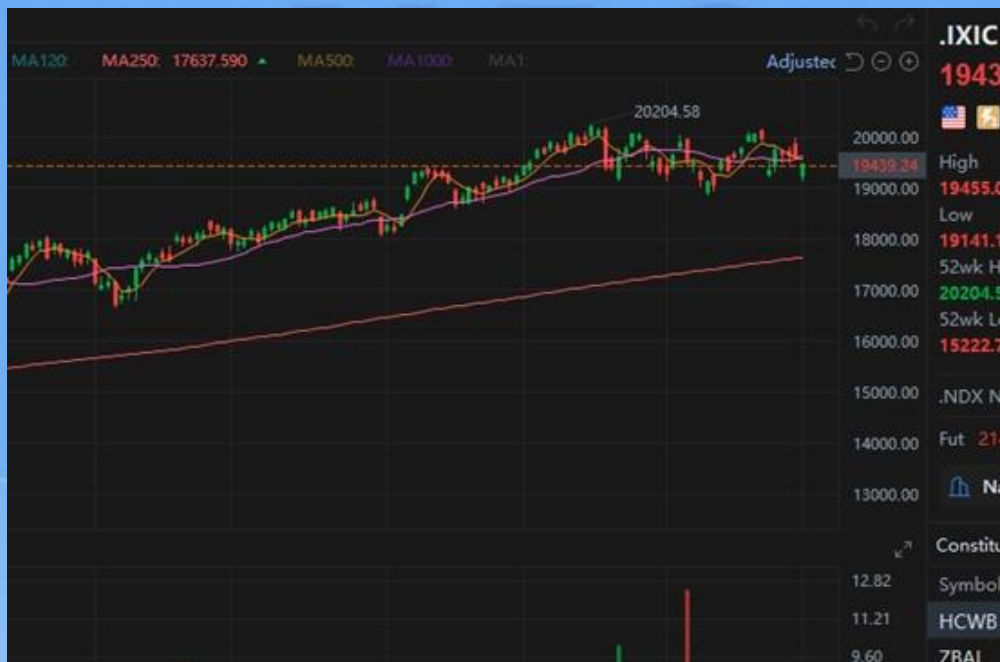 .IXIC
MA120: MA250: 17637.590 MA500: MA1000: MA1:
Adjusted
1943
20204.58
20000.00
19439.24
19000.00
18000.00
17000.00
16000.00
15000.00
14000.00
13000.00
High
19455.0
Low
19141.1
52wk H
20204.5
52wk L
15222.7
.NDX N
Fut 21
Na
Constitu
Symbol
HCWB
ZBAI
12.82
11.21
9.60